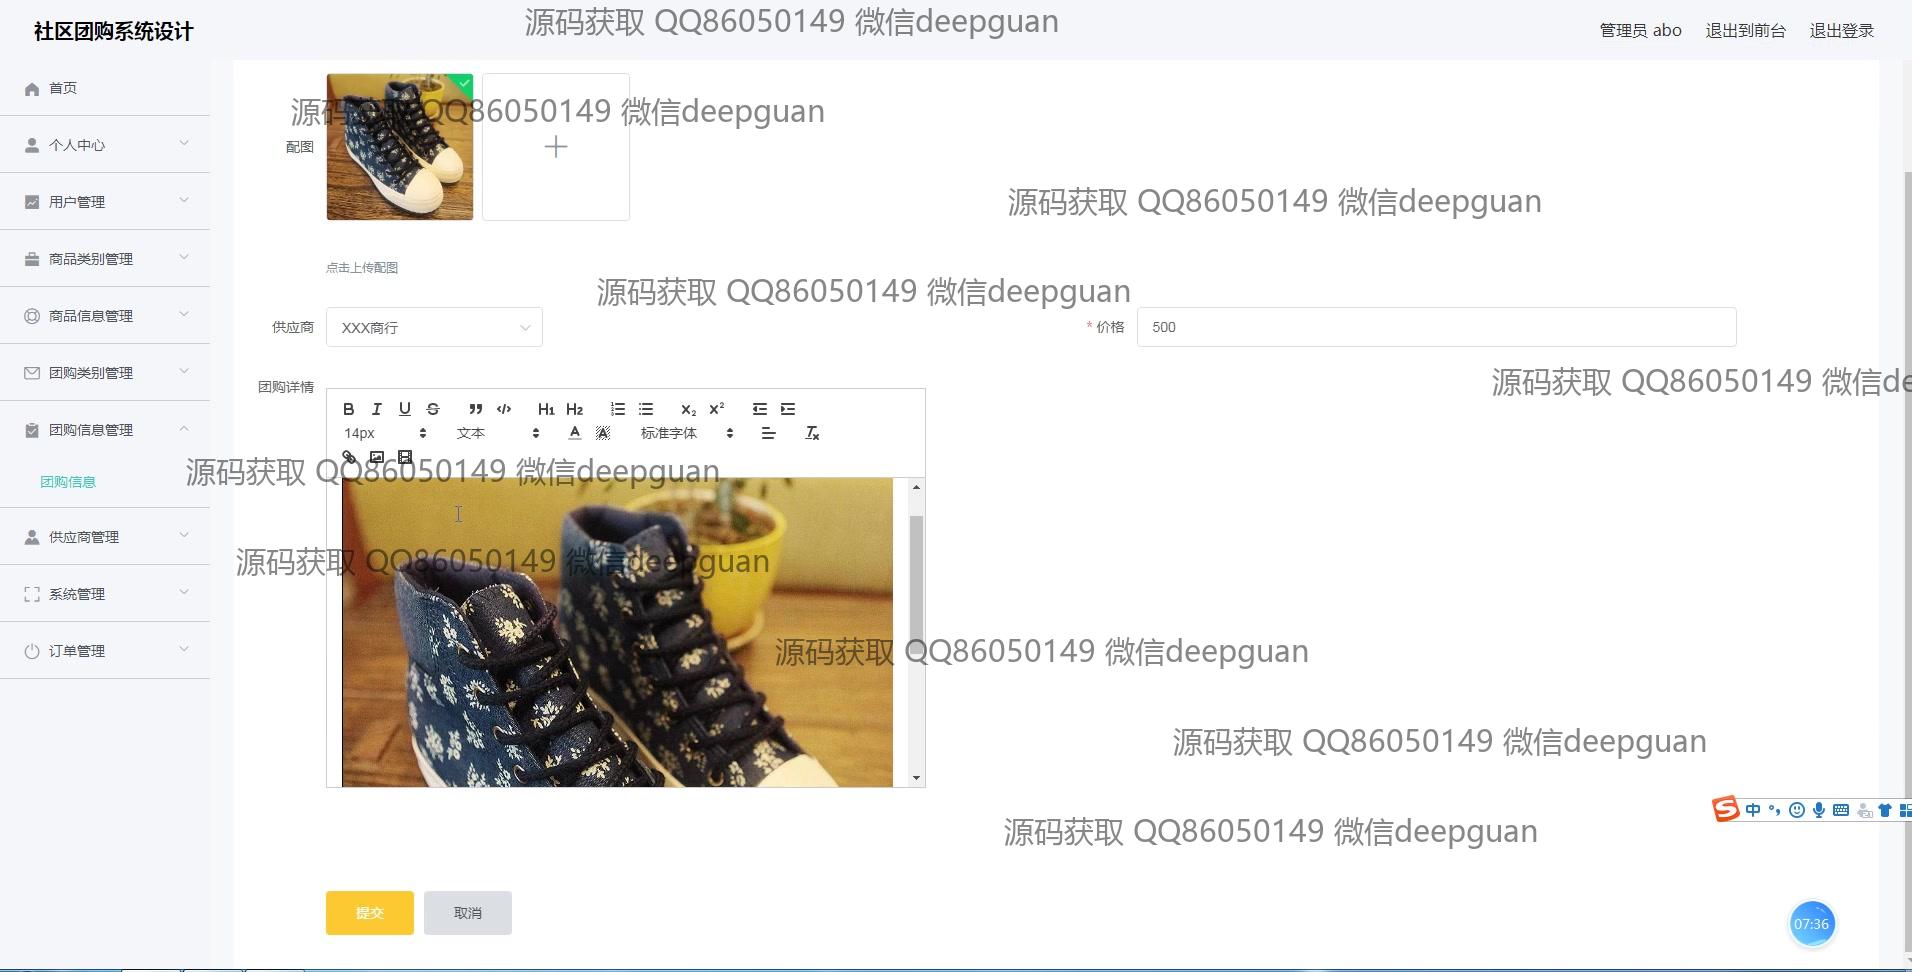 社区团购系统设计
源码获取 QQ86050149 微信deepguan
管理员 abo
退出到前台
退出登录
首页
个人中心
用户管理
商品类别管理
商品信息管理
团购类别管理
团购信息管理
团购信息
供应商管理
系统管理
订单管理
源码获取 QQ86050149 微信deepguan
配图
源码获取 QQ86050149 微信deepguan
点击上传配图
源码获取 QQ86050149 微信deepguan
供应商
XXX商行
* 价格
500
源码获取 QQ86050149 微信de
团购详情
B I U S H1 H2 X2 X2
14px
文本
A A
标准字体
Tx
源码获取 QQ86050149 微信deepguan
源码获取 QQ86050149 微信deepguan
源码获取 QQ86050149 微信deepguan
源码获取 QQ86050149 微信deepguan
中
源码获取 QQ86050149 微信deepguan
提交
取消
07:36